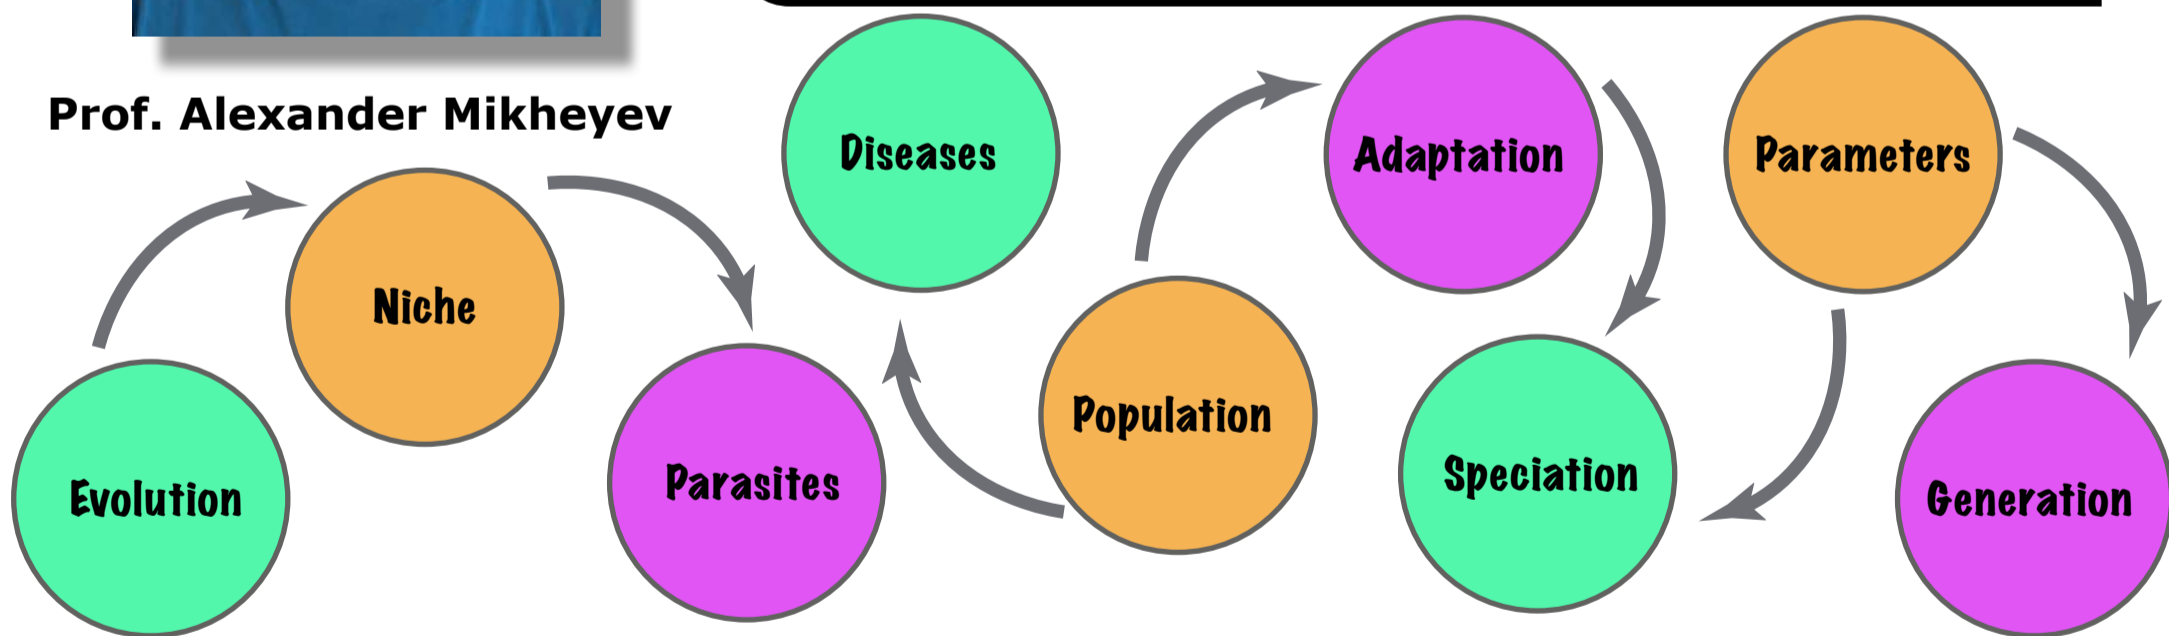 Prof. Alexander Mikheyev
Diseases
Adaptation
Parameters
Niche
Population
Speciation
Parasites
Evolution
Generation